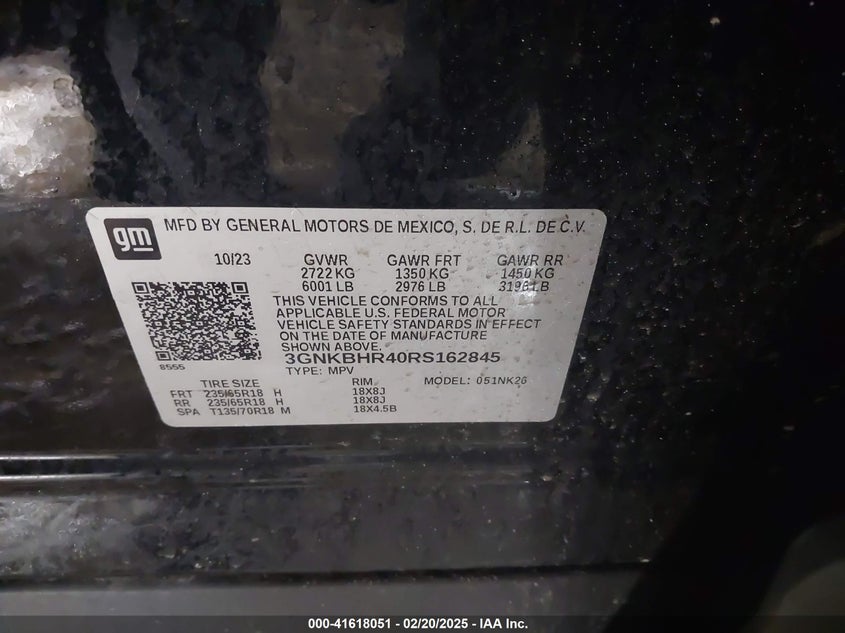 gm MFD BY GENERAL MOTORS DE MEXICO, S. DE R.L. DE C.V.
10/23 GVWR GAWR FRT GAWR RR
2722 KG 1350 KG 1450 KG
6001 LB 2976 LB 3196 LB
THIS VEHICLE CONFORMS TO ALL
APPLICABLE U.S. FEDERAL MOTOR
VEHICLE SAFETY STANDARDS IN EFFECT
ON THE DATE OF MANUFACTURE
SHOWN ABOVE.
8555
3GNKBHR40RS162845
TYPE: MPV MODEL: 051NK26
TIRE SIZE RIM
FRT 235/65R18 H 18X8J
RR 235/65R18 H 18X8J
SPA T135/70R18 M 18X4.5B
000-41618051 - 02/20/2025 - IAA Inc.